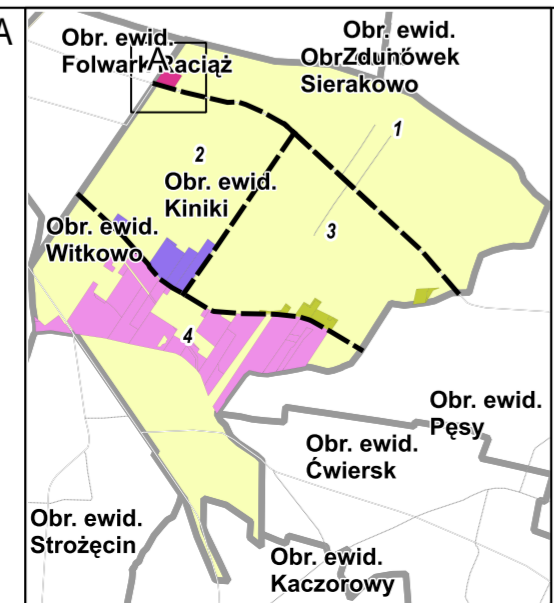 A
Obr. ewid.
Folwark Raciąż
A
Obr. ewid.
Obr Zdunówek
Sierakowo
1
2
Obr. ewid.
Kiniki
3
Obr. ewid.
Witkowo
4
Obr. ewid.
Pęsy
Obr. ewid.
Ćwiersk
Obr. ewid.
Strożęcin
Obr. ewid.
Kaczorowy